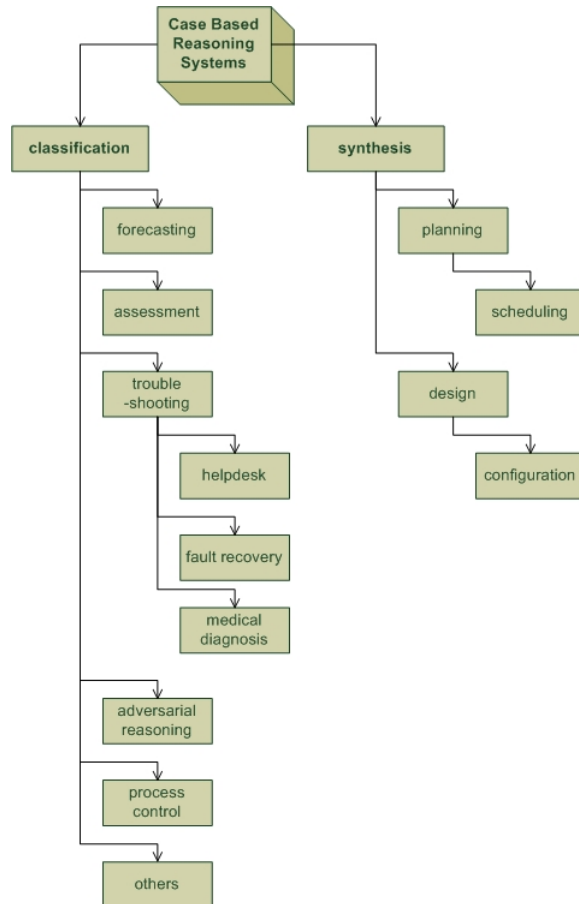 Case Based
Reasoning
Systems
classification
synthesis
forecasting
planning
assessment
scheduling
trouble
-shooting
design
helpdesk
configuration
fault recovery
medical
diagnosis
adversarial
reasoning
process
control
others